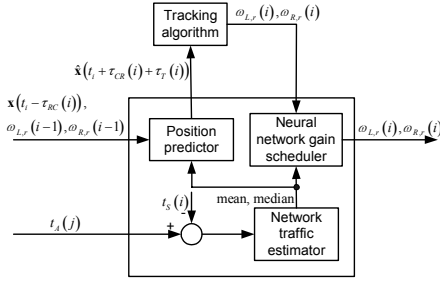 Tracking algorithm
ω_{L,r}(i), ω_{R,r}(i)
x̂(t_i + τ_{CR}(i) + τ_T(i))
x(t_i − τ_{RC}(i)),
ω_{L,r}(i−1), ω_{R,r}(i−1)
Position predictor
Neural network gain scheduler
ω_{L,r}(i), ω_{R,r}(i)
t_S(i)
mean, median
-
+
t_A(j)
Network traffic estimator